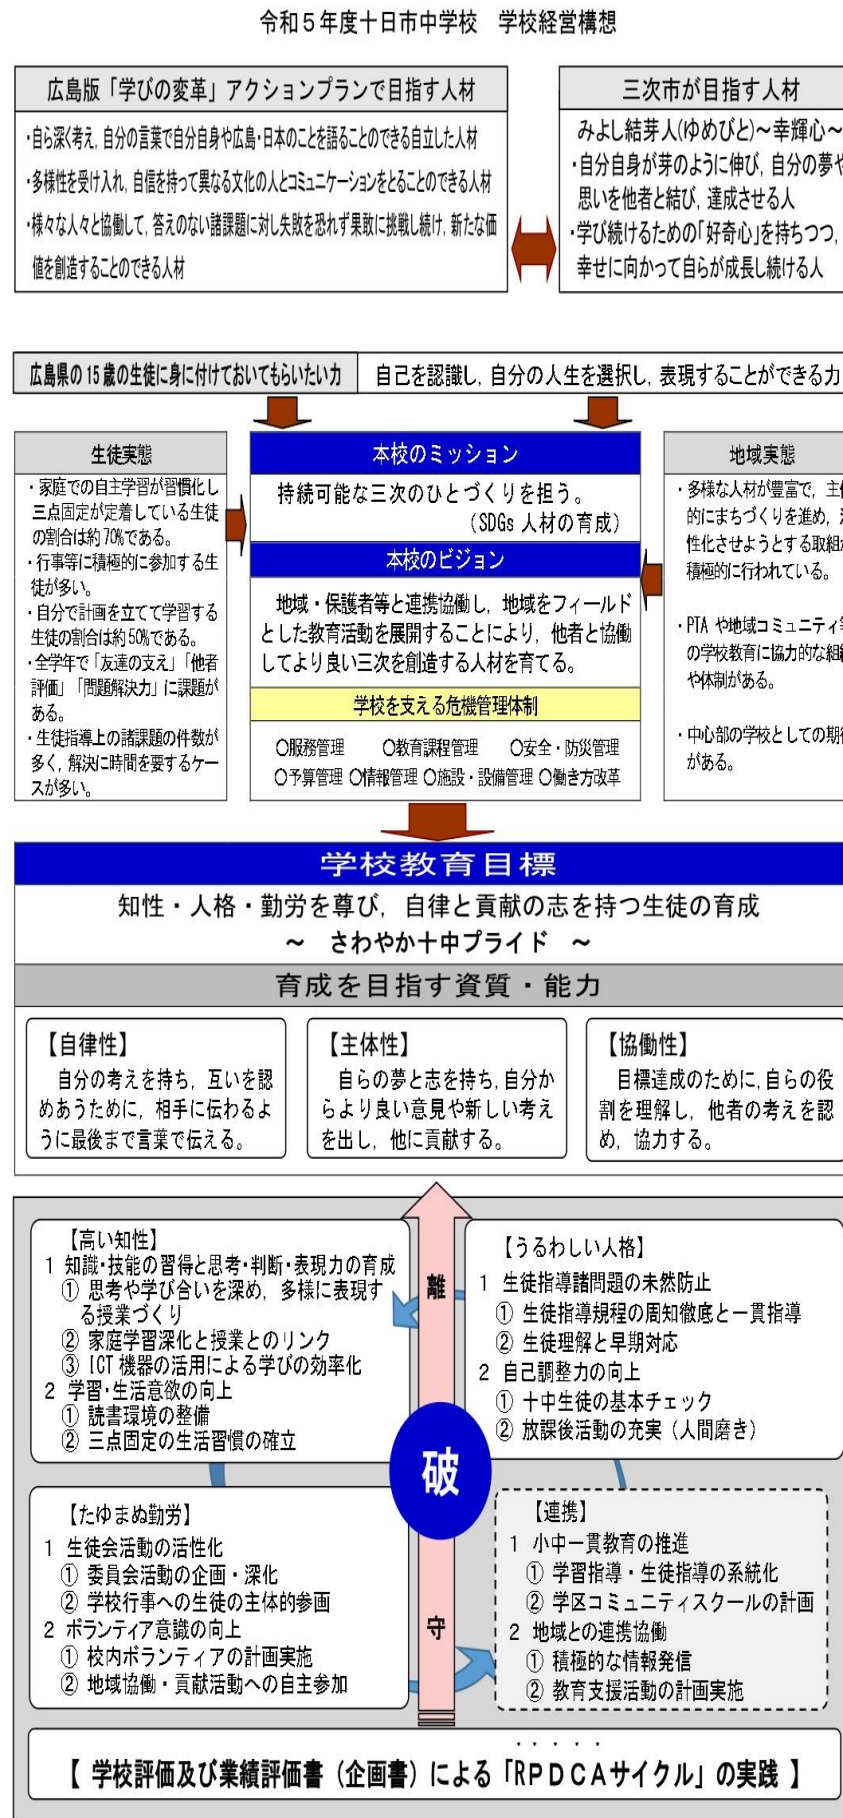 令和５年度十日市中学校　学校経営構想
広島版「学びの変革」アクションプランで目指す人材
・自ら深く考え，自分の言葉で自分自身や広島・日本のことを語ることのできる自立した人材
・多様性を受け入れ，自信を持って異なる文化の人とコミュニケーションをとることのできる人材
・様々な人々と協働して，答えのない諸課題に対し失敗を恐れず果敢に挑戦し続け，新たな価
値を創造することのできる人材
三次市が目指す人材
みよし結芽人(ゆめびと)～幸輝心～
・自分自身が芽のように伸び，自分の夢や
思いを他者と結び，達成させる人
・学び続けるための「好奇心」を持ちつつ，
幸せに向かって自らが成長し続ける人
広島県の 15 歳の生徒に身に付けておいてもらいたい力
自己を認識し，自分の人生を選択し，表現することができる力
生徒実態
・家庭での自主学習が習慣化し
三点固定が定着している生徒
の割合は約 70%である。
・行事等に積極的に参加する生
徒が多い。
・自分で計画を立てて学習する
生徒の割合は約 50%である。
・全学年で「友達の支え」「他者
評価」「問題解決力」に課題が
ある。
・生徒指導上の諸課題の件数が
多く，解決に時間を要するケー
スが多い。
本校のミッション
持続可能な三次のひとづくりを担う。
（SDGs 人材の育成）
本校のビジョン
地域・保護者等と連携協働し，地域をフィールド
とした教育活動を展開することにより，他者と協働
してより良い三次を創造する人材を育てる。
学校を支える危機管理体制
○服務管理　○教育課程管理　○安全・防災管理
○予算管理 ○情報管理 ○施設・設備管理 ○働き方改革
地域実態
・多様な人材が豊富で，主体
的にまちづくりを進め，
性化させようとする取組が
積極的に行われている。
・PTA や地域コミュニティ等
の学校教育に協力的な組織
や体制がある。
・中心部の学校としての期待
がある。
学校教育目標
知性・人格・勤労を尊び，自律と貢献の志を持つ生徒の育成
～　さわやか十中プライド　～
育成を目指す資質・能力
【自律性】
自分の考えを持ち，互いを認
めあうために，相手に伝わるよ
うに最後まで言葉で伝える。
【主体性】
自らの夢と志を持ち，自分か
らより良い意見や新しい考え
を出し，他に貢献する。
【協働性】
目標達成のために，自らの役
割を理解し，他者の考えを認
め，協力する。
【高い知性】
1 知識・技能の習得と思考・判断・表現力の育成
① 思考や学び合いを深め，多様に表現す
る授業づくり
② 家庭学習深化と授業とのリンク
③ ICT 機器の活用による学びの効率化
2 学習・生活意欲の向上
① 読書環境の整備
② 三点固定の生活習慣の確立
離
【うるわしい人格】
1 生徒指導諸問題の未然防止
① 生徒指導規程の周知徹底と一貫指導
② 生徒理解と早期対応
2 自己調整力の向上
① 十中生徒の基本チェック
② 放課後活動の充実（人間磨き）
破
【たゆまぬ勤労】
1 生徒会活動の活性化
① 委員会活動の企画・深化
② 学校行事への生徒の主体的参画
2 ボランティア意識の向上
① 校内ボランティアの計画実施
② 地域協働・貢献活動への自主参加
守
【連携】
1 小中一貫教育の推進
① 学習指導・生徒指導の系統化
② 学区コミュニティスクールの計画
2 地域との連携協働
① 積極的な情報発信
② 教育支援活動の計画実施
【 学校評価及び業績評価書（企画書）による「RPDCAサイクル」の実践 】